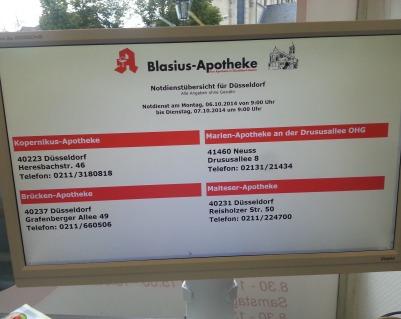 Blasius-Apotheke
Notdienstübersicht für Düsseldorf
Alle Angaben ohne Gewähr
Notdienst am Montag, 06.10.2014 von 9:00 Uhr
bis Dienstag, 07.10.2014 um 9:00 Uhr
Kopernikus-Apotheke
40223 Düsseldorf
Heresbachstr. 46
Telefon: 0211/3180818
Marien-Apotheke an der Drususallee OHG
41460 Neuss
Drususallee 8
Telefon: 02131/21434
Brücken-Apotheke
40237 Düsseldorf
Grafenberger Allee 49
Telefon: 0211/660506
Malteser-Apotheke
40231 Düsseldorf
Reisholzer Str. 50
Telefon: 0211/224700